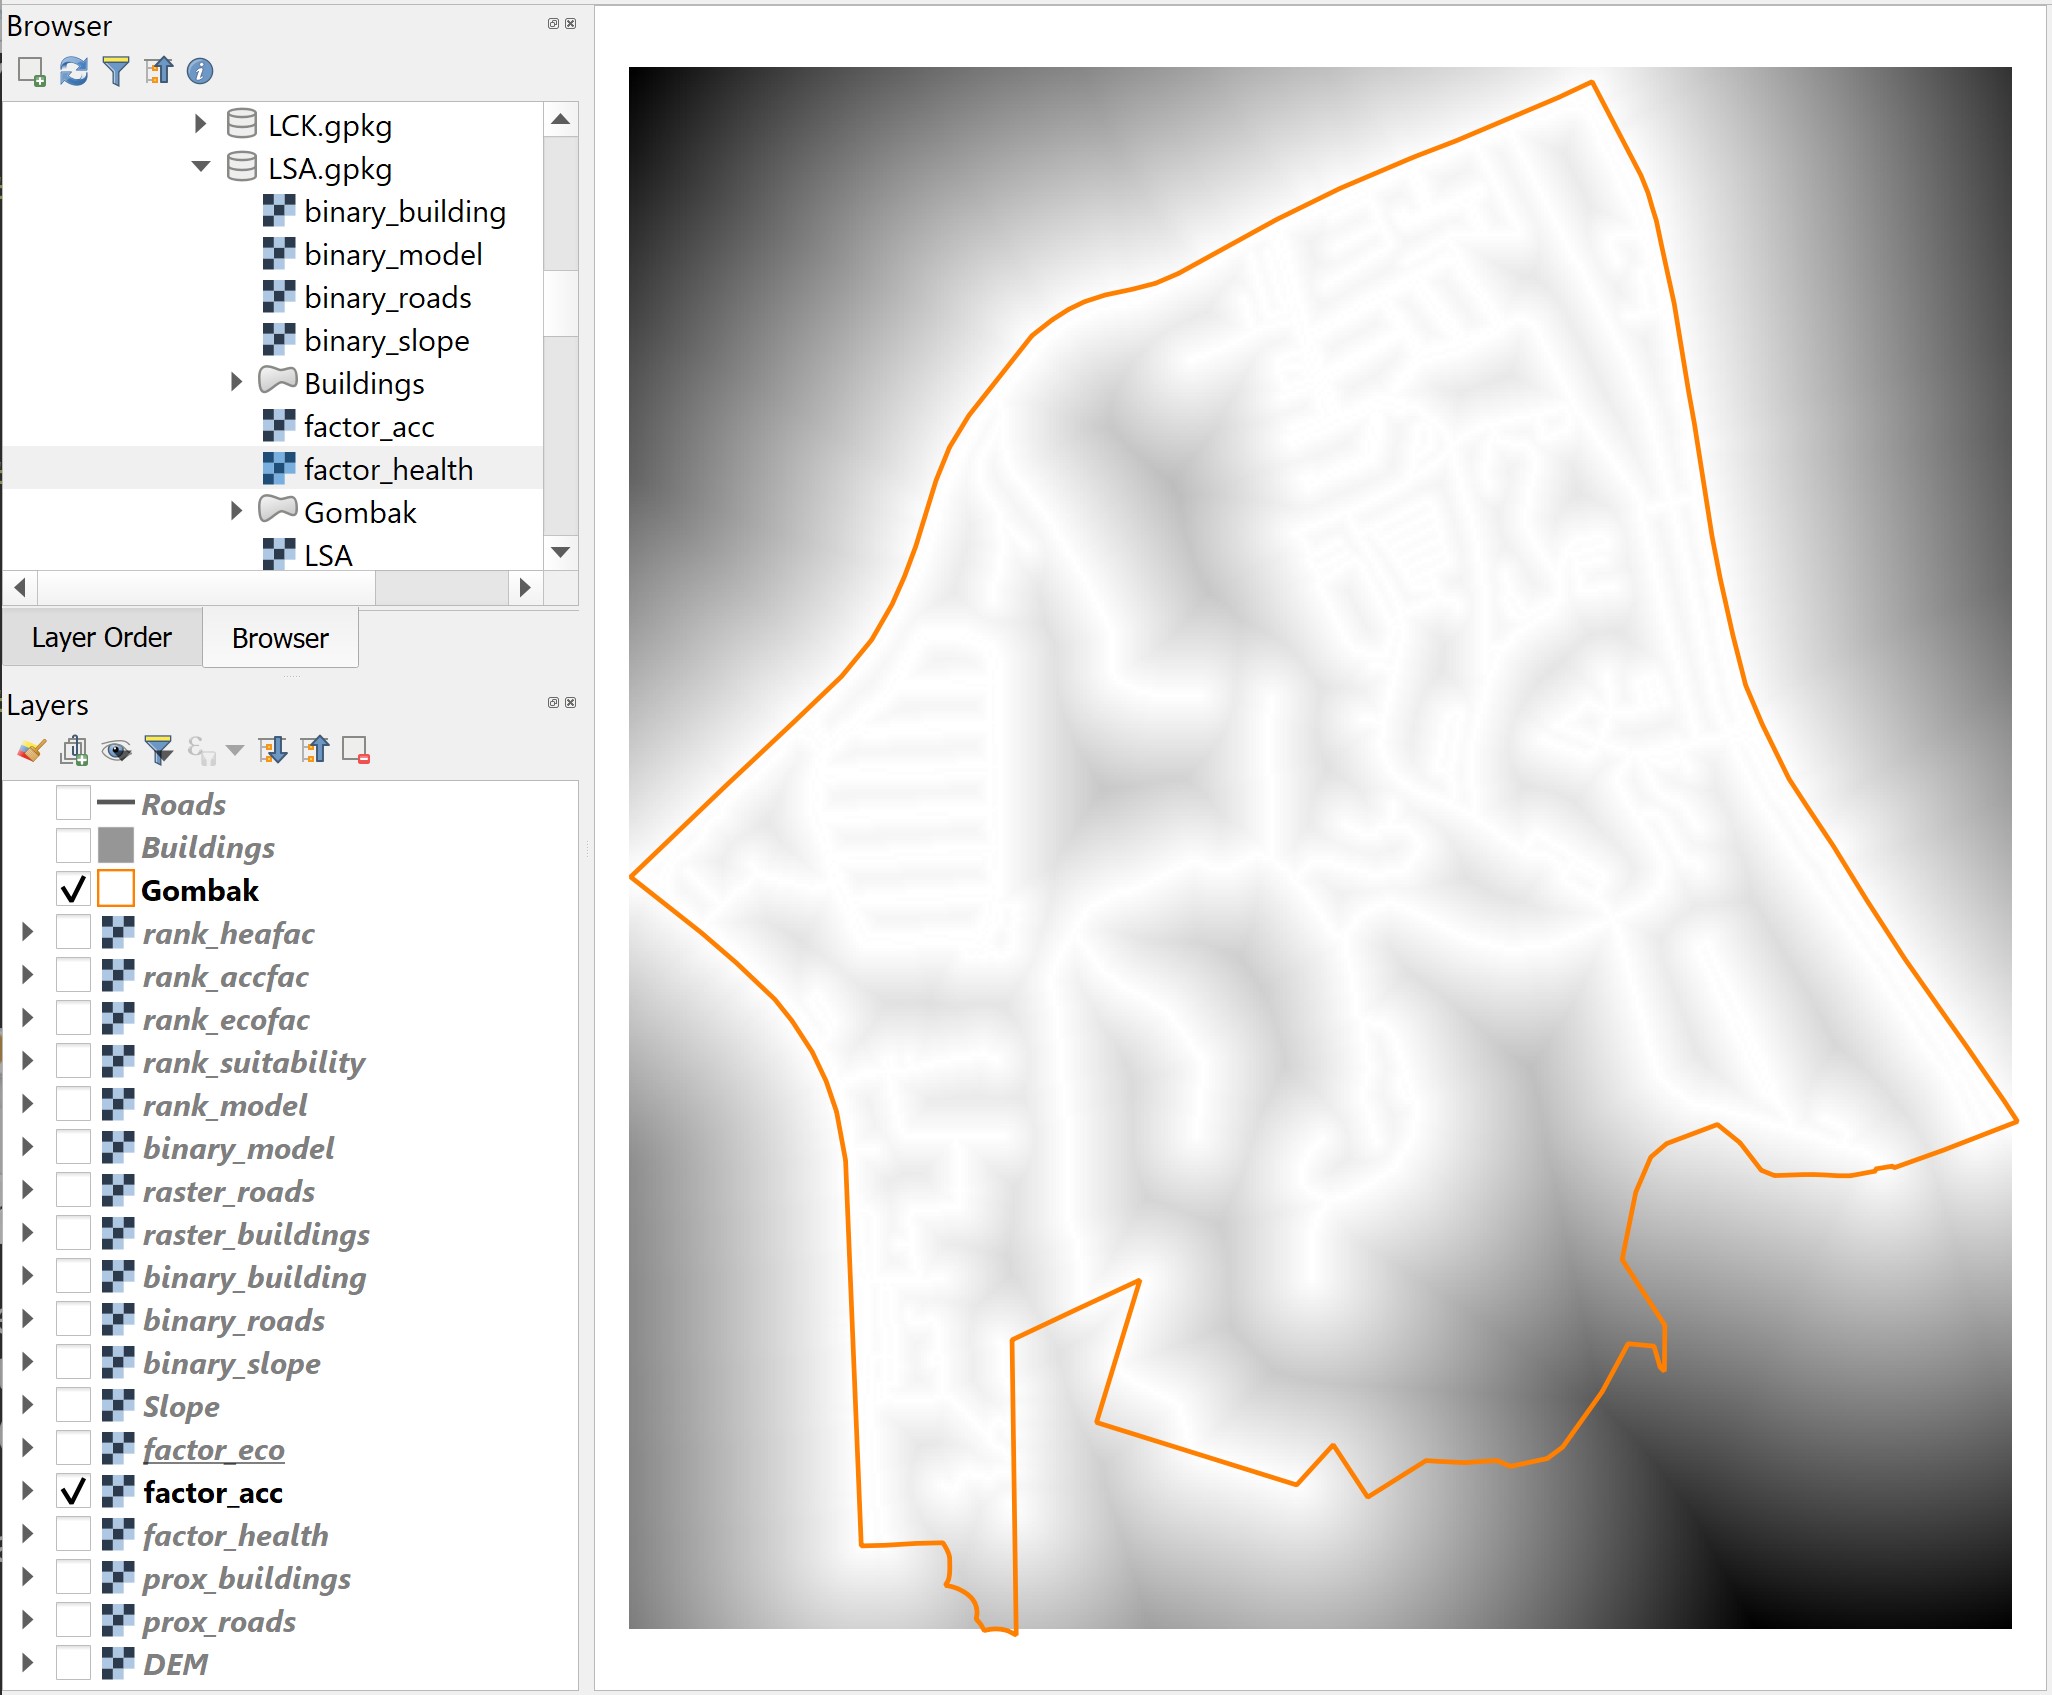 Browser
LCK.gpkg
LSA.gpkg
binary_building
binary_model
binary_roads
binary_slope
Buildings
factor_acc
factor_health
Gombak
LSA
Layer Order
Browser
Layers
Roads
Buildings
Gombak
rank_heafac
rank_accfac
rank_ecofac
rank_suitability
rank_model
binary_model
raster_roads
raster_buildings
binary_building
binary_roads
binary_slope
Slope
factor_eco
factor_acc
factor_health
prox_buildings
prox_roads
DEM